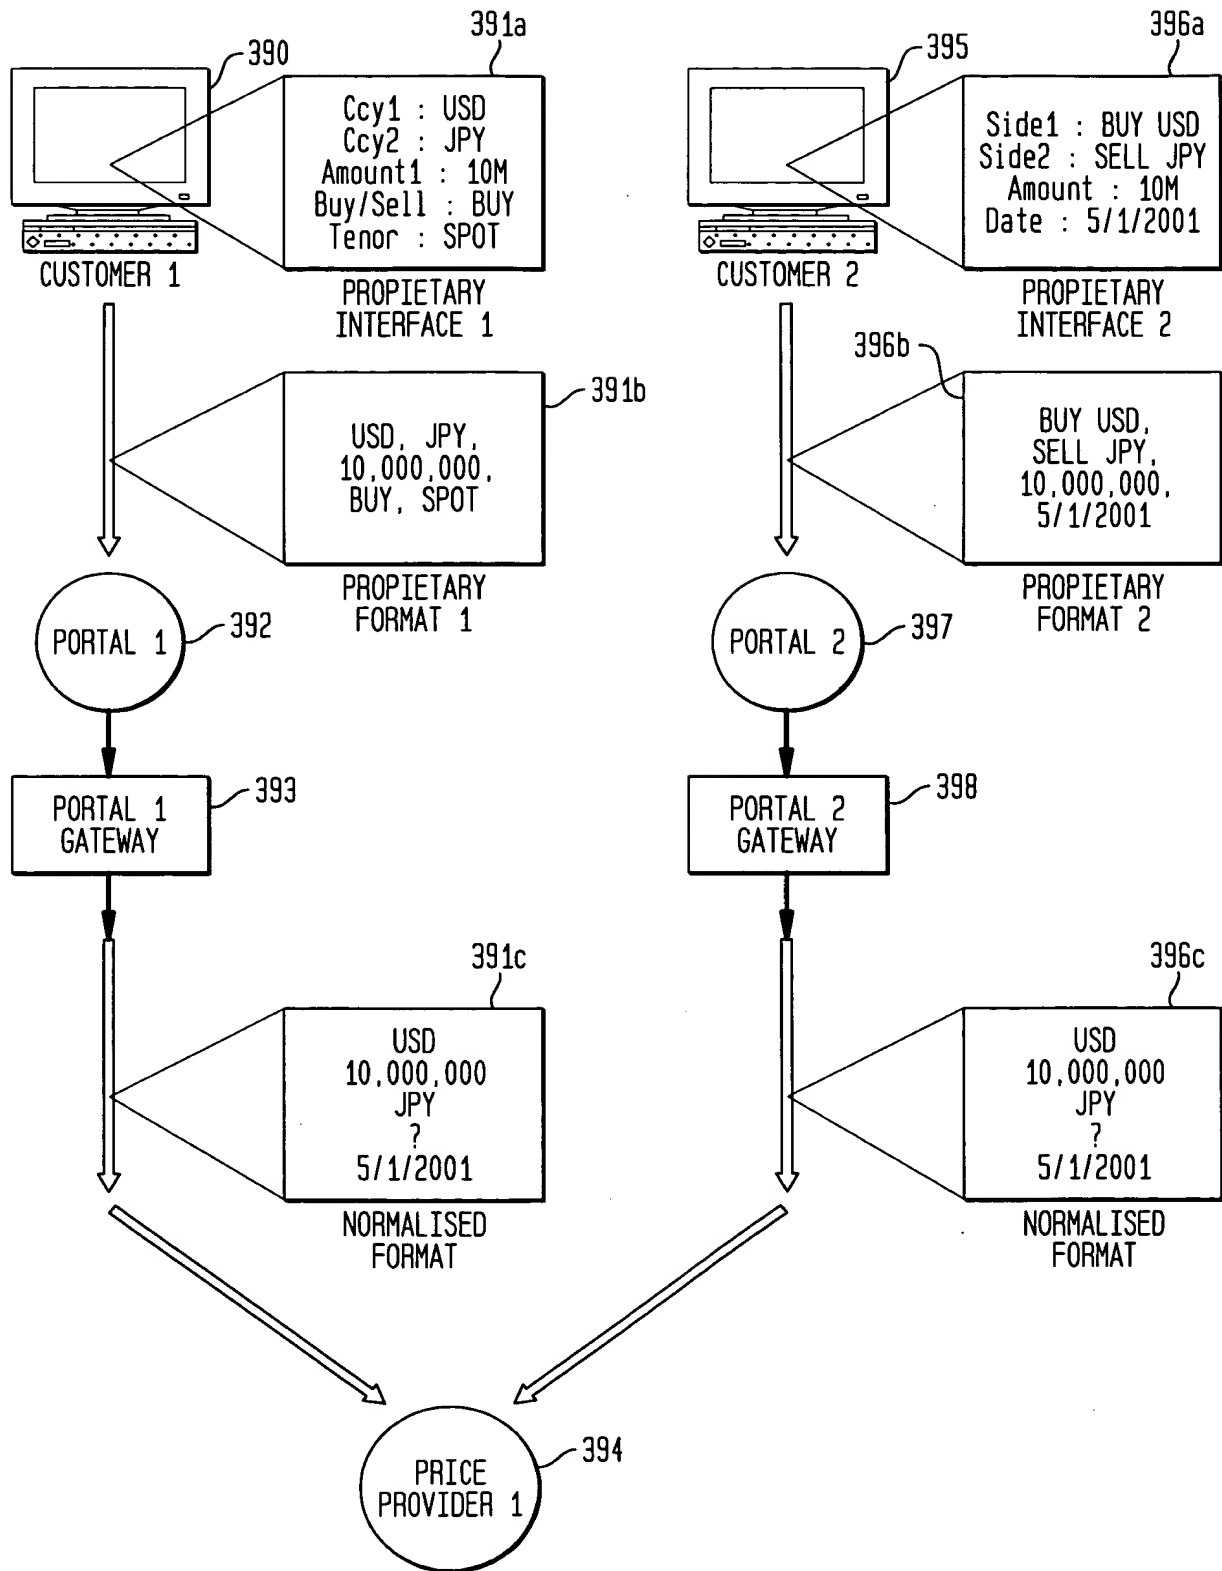 390
391a
Ccy1 : USD
Ccy2 : JPY
Amount1 : 10M
Buy/Sell : BUY
Tenor : SPOT
CUSTOMER 1
PROPIETARY
INTERFACE 1
395
396a
Side1 : BUY USD
Side2 : SELL JPY
Amount : 10M
Date : 5/1/2001
CUSTOMER 2
PROPIETARY
INTERFACE 2
391b
USD, JPY,
10,000,000,
BUY, SPOT
PROPIETARY
FORMAT 1
396b
BUY USD,
SELL JPY,
10,000,000,
5/1/2001
PROPIETARY
FORMAT 2
PORTAL 1
392
PORTAL 2
397
PORTAL 1
GATEWAY
393
PORTAL 2
GATEWAY
398
391c
USD
10,000,000
JPY
?
5/1/2001
NORMALISED
FORMAT
396c
USD
10,000,000
JPY
?
5/1/2001
NORMALISED
FORMAT
PRICE
PROVIDER 1
394